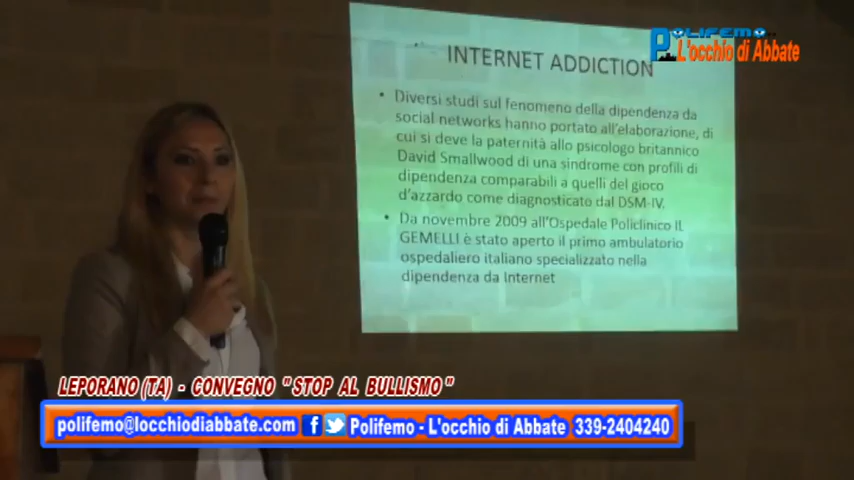 POLIFEMO..
L'occhio di Abbate
INTERNET ADDICTION
• Diversi studi sul fenomeno della dipendenza da
social networks hanno portato all'elaborazione, di
cui si deve la paternità allo psicologo britannico
David Smallwood di una sindrome con profili di
dipendenza comparabili a quelli del gioco
d'azzardo come diagnosticato dal DSM-IV.
• Da novembre 2009 all'Ospedale Policlinico IL
GEMELLI è stato aperto il primo ambulatorio
ospedaliero italiano specializzato nella
dipendenza da Internet
LEPORANO (TA) - CONVEGNO "STOP AL BULLISMO"
polifemo@locchiodiabbate.com f Polifemo - L'occhio di Abbate 339-2404240